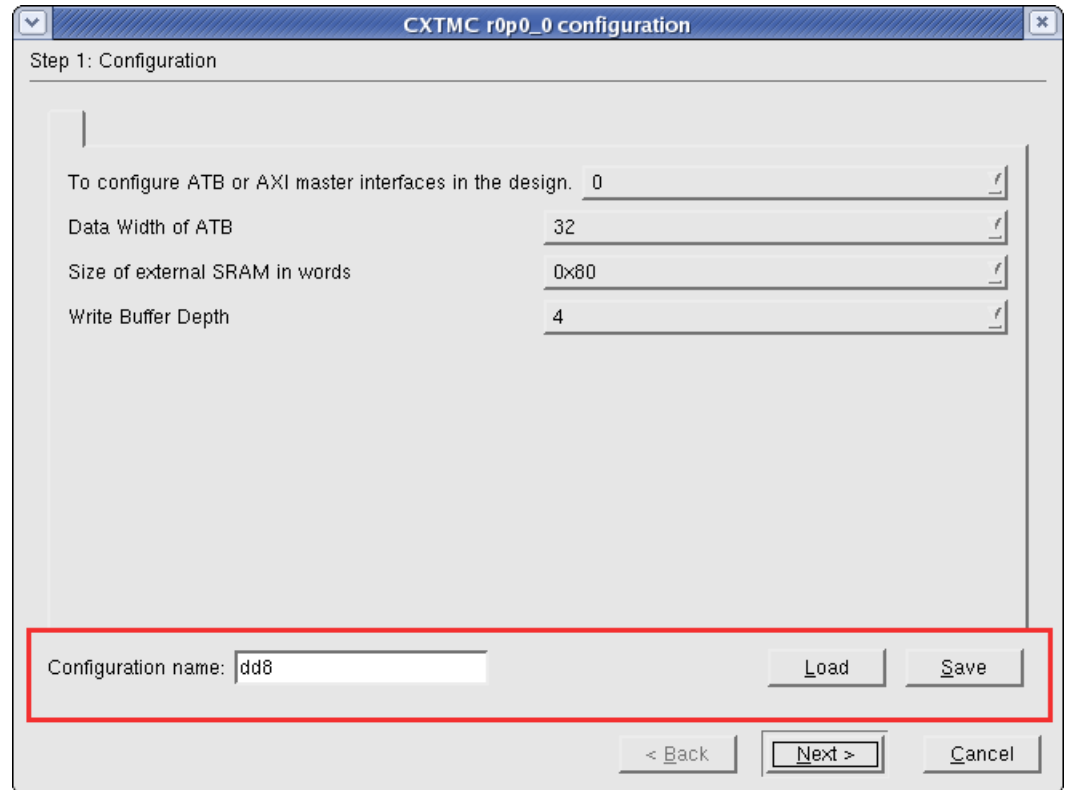 CXTMC r0p0_0 configuration
Step 1: Configuration
To configure ATB or AXI master interfaces in the design. 0
Data Width of ATB 32
Size of external SRAM in words 0x80
Write Buffer Depth 4
Configuration name: dd8 Load Save
< Back Next > Cancel